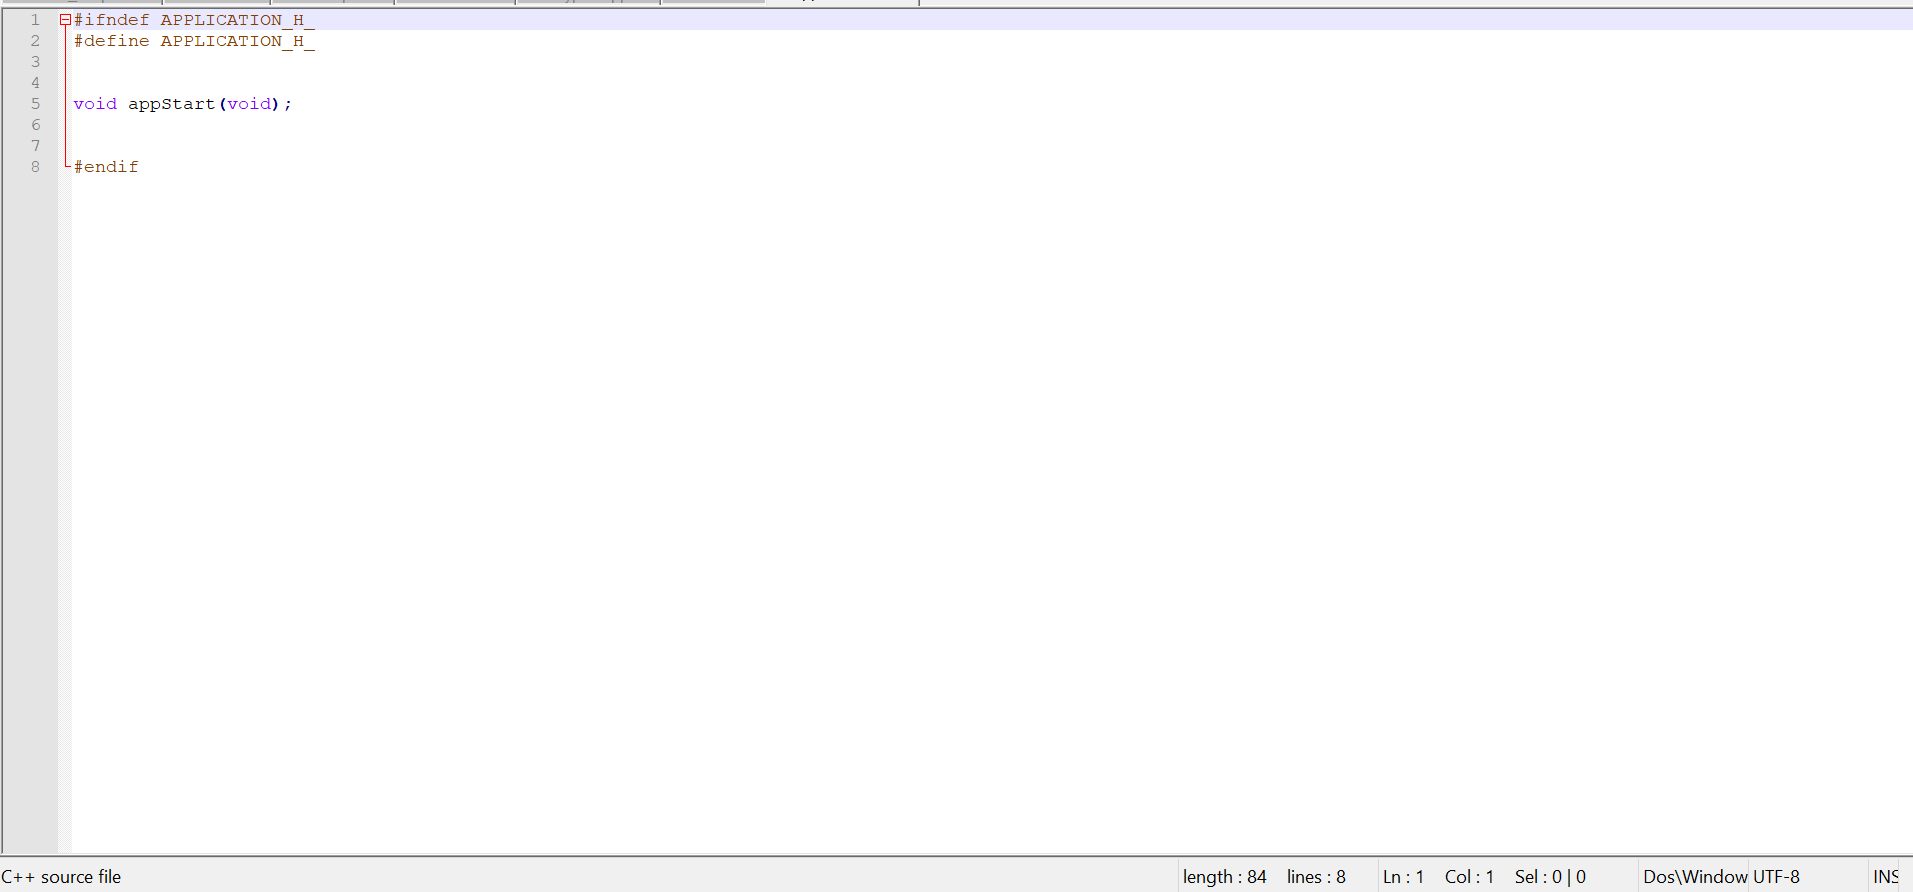 1 #ifndef APPLICATION_H_
2 #define APPLICATION_H_
3
4
5 void appStart(void);
6
7
8 #endif
C++ source file length : 84 lines : 8 Ln : 1 Col : 1 Sel : 0 | 0 Dos\Window UTF-8 INS